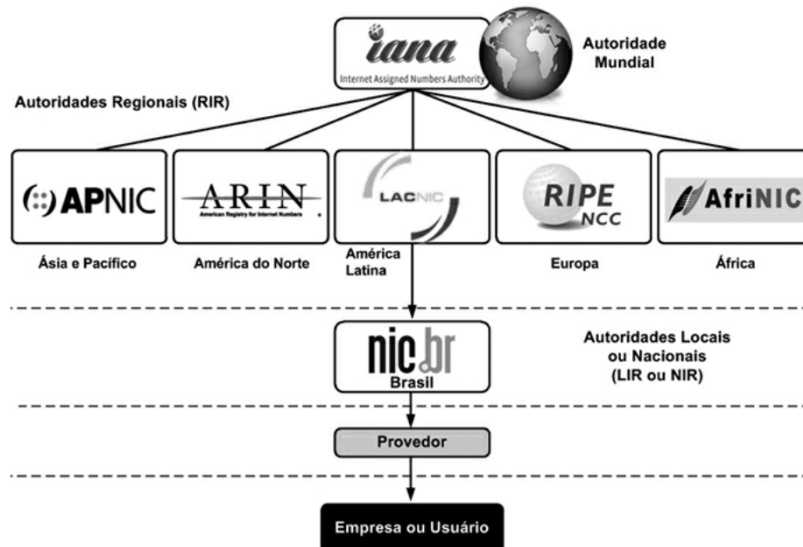 iana
Internet Assigned Numbers Authority
Autoridade
Mundial
Autoridades Regionais (RIR)
APNIC
ARIN
American Registry for Internet Numbers
LACNIC
RIPE
NCC
AfriNIC
Ásia e Pacífico
América do Norte
América
Latina
Europa
África
nic.br
Brasil
Autoridades Locais
ou Nacionais
(LIR ou NIR)
Provedor
Empresa ou Usuário